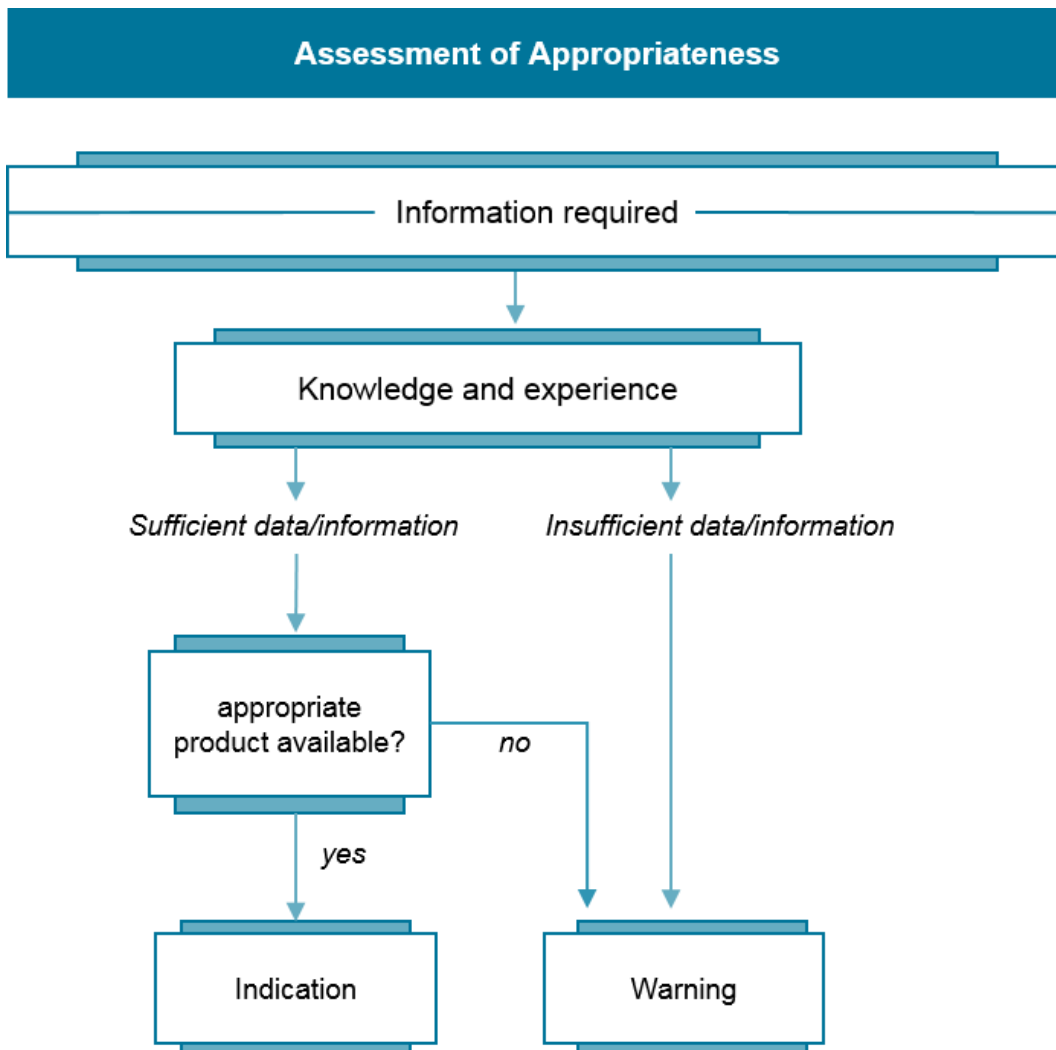 Assessment of Appropriateness
Information required
Knowledge and experience
Sufficient data/information
Insufficient data/information
appropriate
product available?
no
yes
Indication
Warning